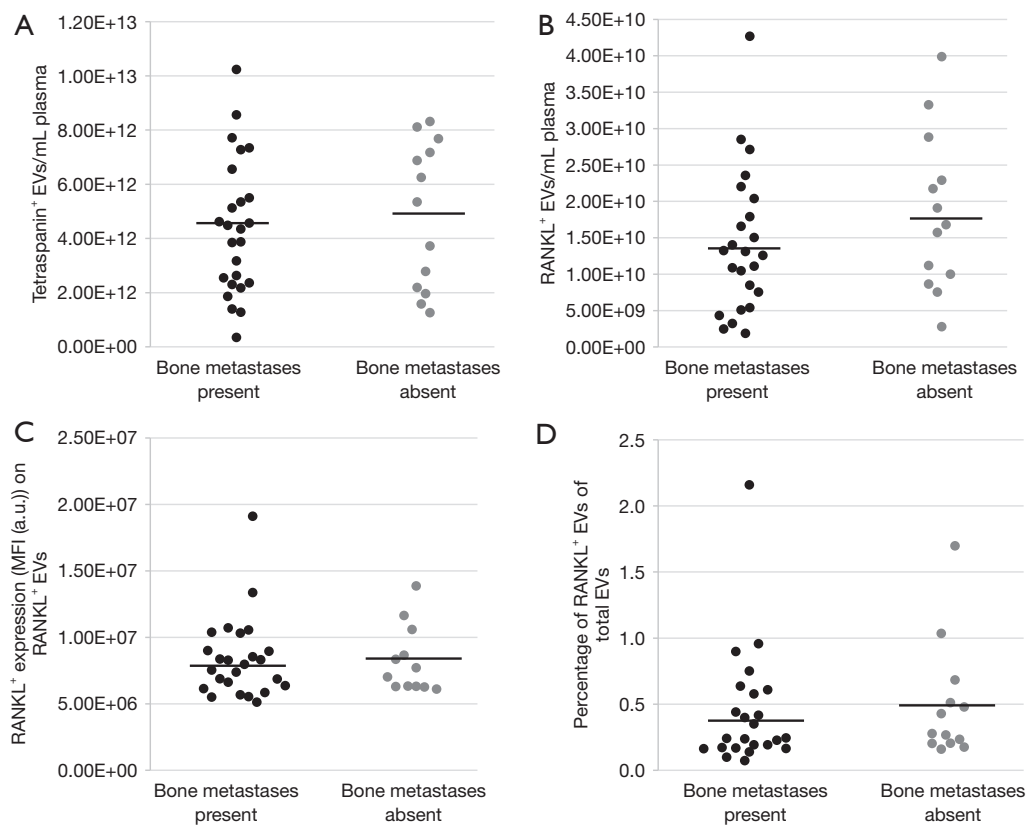 A
Tetraspanin⁺ EVs/mL plasma
1.20E+13
1.00E+13
8.00E+12
6.00E+12
4.00E+12
2.00E+12
0.00E+00
Bone metastases
present
Bone metastases
absent
B
RANKL⁺ EVs/mL plasma
4.50E+10
4.00E+10
3.50E+10
3.00E+10
2.50E+10
2.00E+10
1.50E+10
1.00E+10
5.00E+09
0.00E+00
Bone metastases
present
Bone metastases
absent
C
RANKL⁺ expression (MFI (a.u.)) on
RANKL⁺ EVs
2.50E+07
2.00E+07
1.50E+07
1.00E+07
5.00E+06
0.00E+00
Bone metastases
present
Bone metastases
absent
D
Percentage of RANKL⁺ EVs of
total EVs
2.5
2.0
1.5
1.0
0.5
0.0
Bone metastases
present
Bone metastases
absent